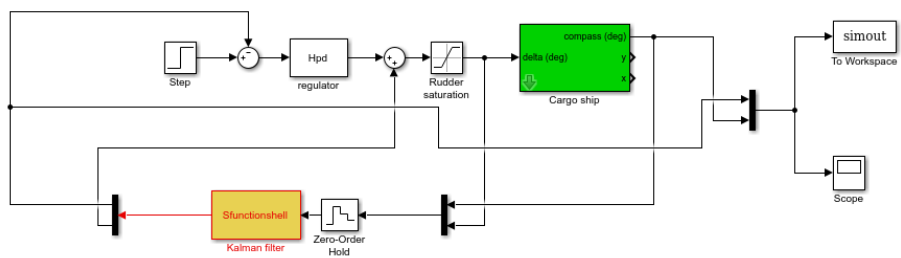 Step
Hpd
regulator
Rudder
saturation
compass (deg)
delta (deg)
y
x
Cargo ship
simout
To Workspace
Scope
Sfunctionshell
Kalman filter
Zero-Order
Hold